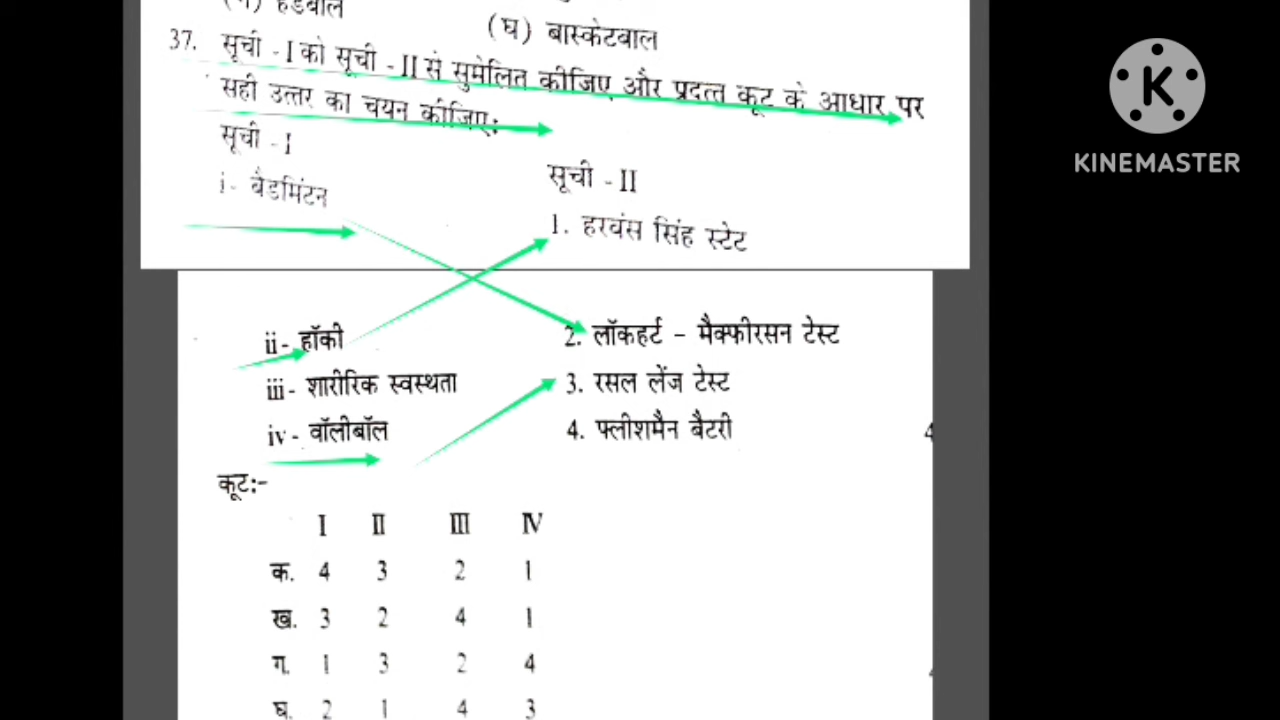 (घ) बास्केटबाल
37. सूची - I को सूची - II से सुमेलित कीजिए और प्रदत्त कूट के आधार पर
सही उत्तर का चयन कीजिए:
सूची - I
सूची - II
i- बैडमिंटन
1. हरवंस सिंह स्टेट
ii- हॉकी
2. लॉकहर्ट - मैक्फीरसन टेस्ट
iii- शारीरिक स्वस्थता
3. रसल लेंज टेस्ट
iv- वॉलीबॉल
4. फ्लीशमैन बैटरी
कूट:-
I II III IV
क. 4 3 2 1
ख. 3 2 4 1
ग. 1 3 2 4
घ. 2 1 4 3
K
KINEMASTER